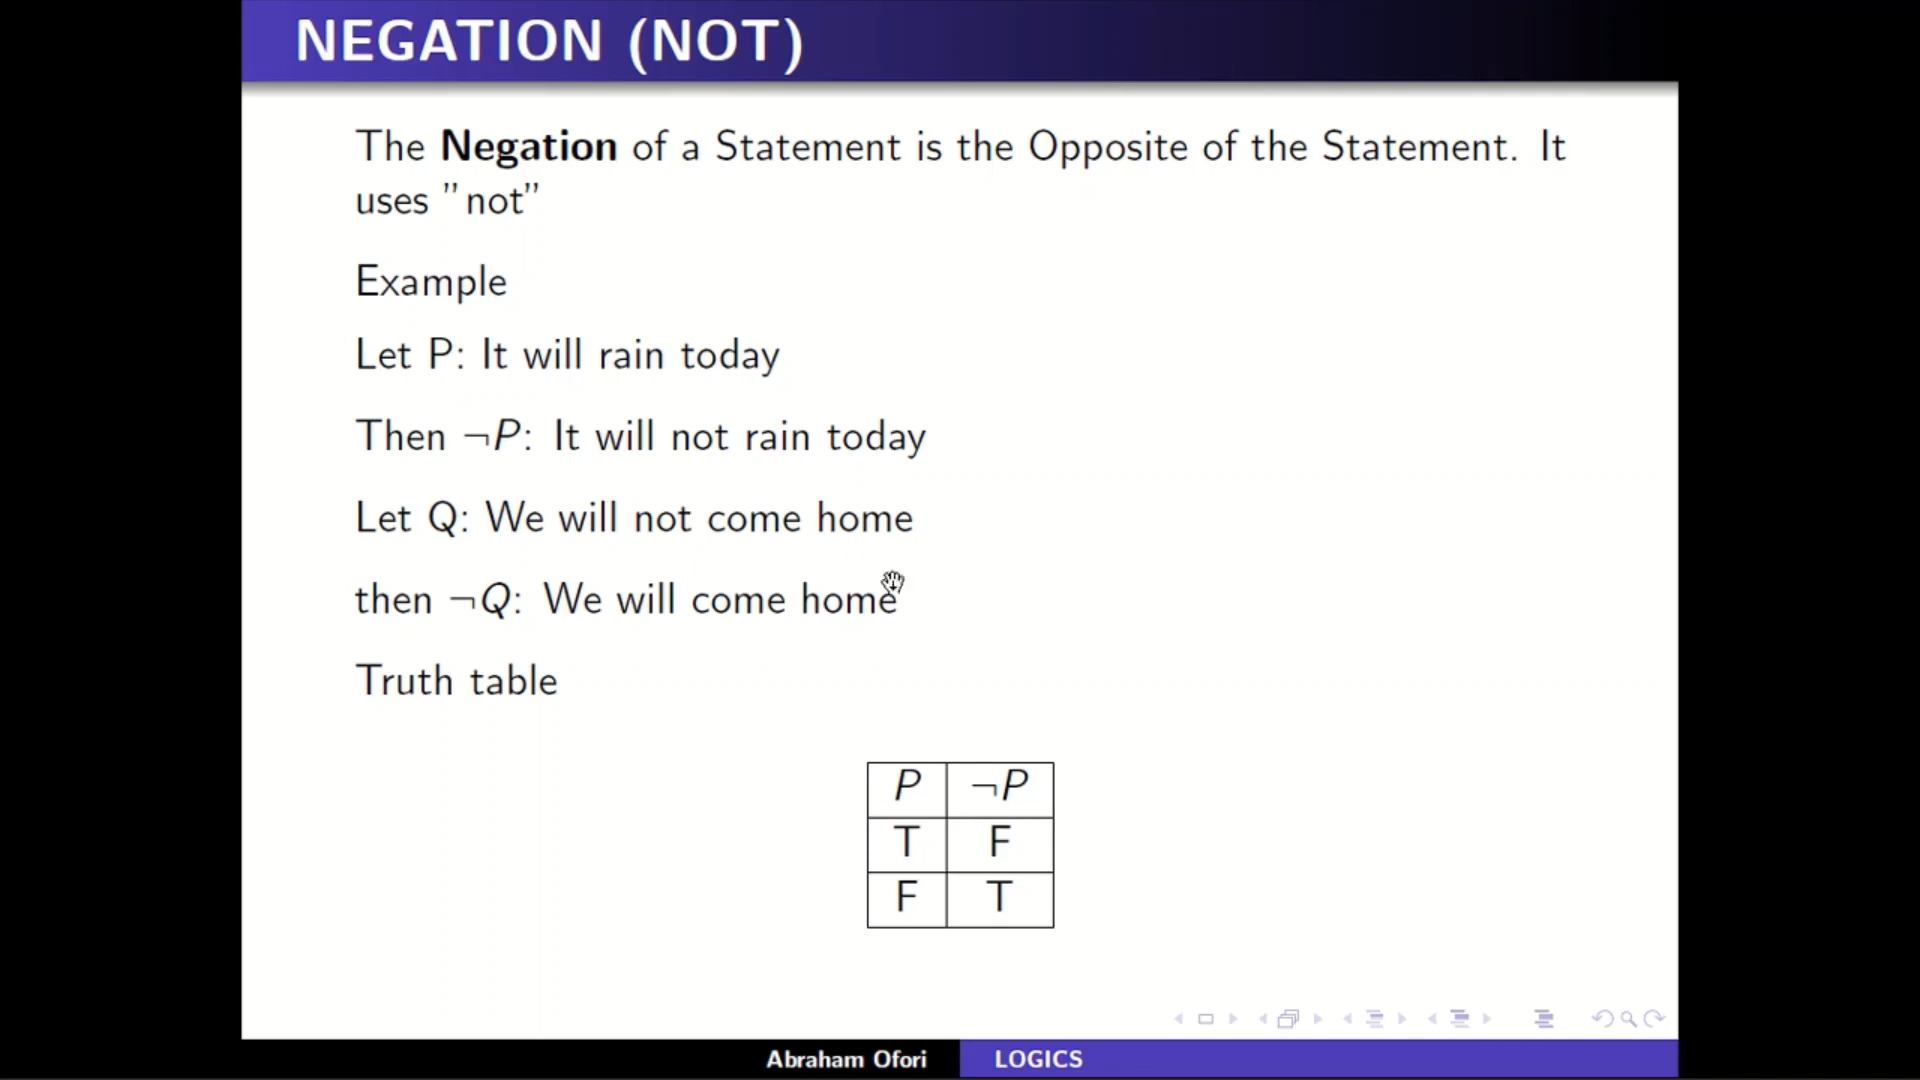 NEGATION (NOT)
The Negation of a Statement is the Opposite of the Statement. It
uses ”not”
Example
Let P: It will rain today
Then ¬P: It will not rain today
Let Q: We will not come home
then ¬Q: We will come home
Truth table
P ¬P
T F
F T
Abraham Ofori LOGICS